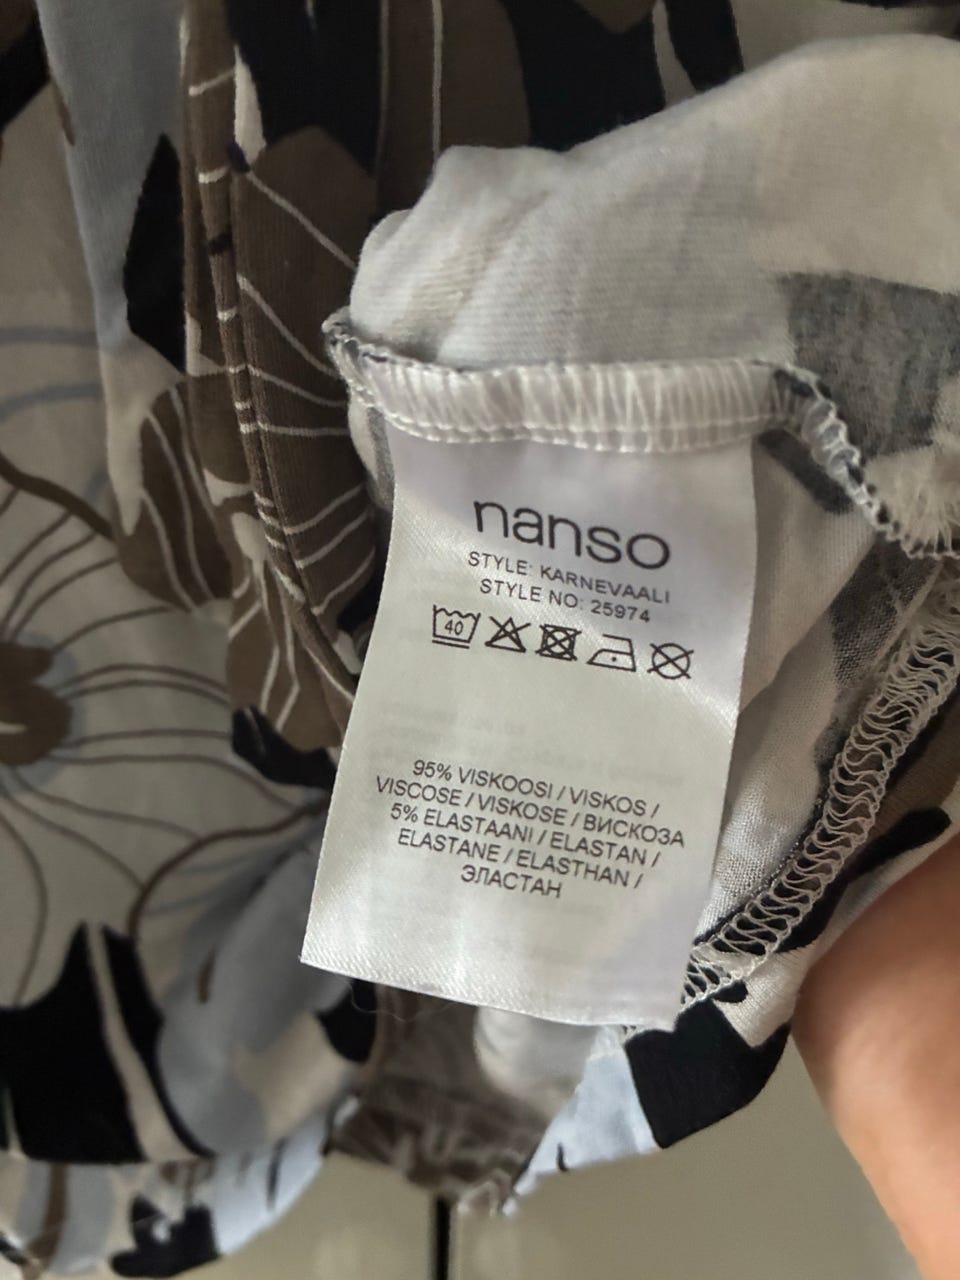 nanso
STYLE: KARNEVAALI
STYLE NO: 25974
40
95% VISKOOSI / VISKOS /
VISCOSE / VISKOSE / ВИСКОЗА
5% ELASTAANI / ELASTAN /
ELASTANE / ELASTHAN /
ЭЛАСТАН